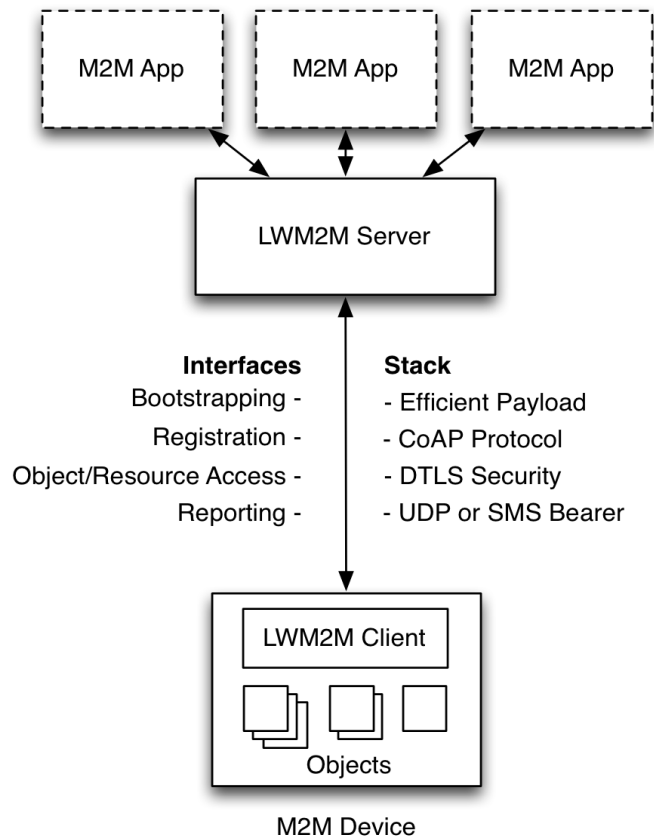 M2M App
M2M App
M2M App
LWM2M Server
Interfaces
Bootstrapping -
Registration -
Object/Resource Access -
Reporting -
Stack
- Efficient Payload
- CoAP Protocol
- DTLS Security
- UDP or SMS Bearer
LWM2M Client
Objects
M2M Device